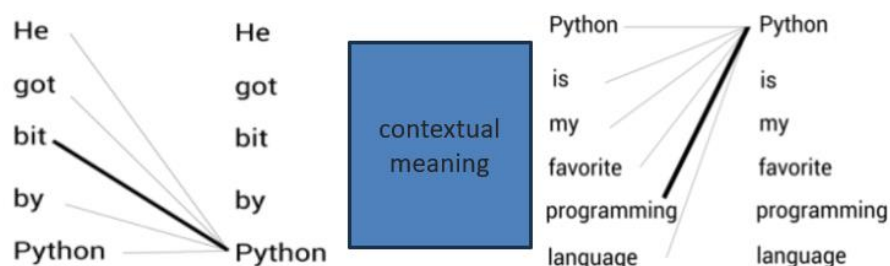 He He
got got
bit bit
by by
Python Python
contextual
meaning
Python Python
is is
my my
favorite favorite
programming programming
language language